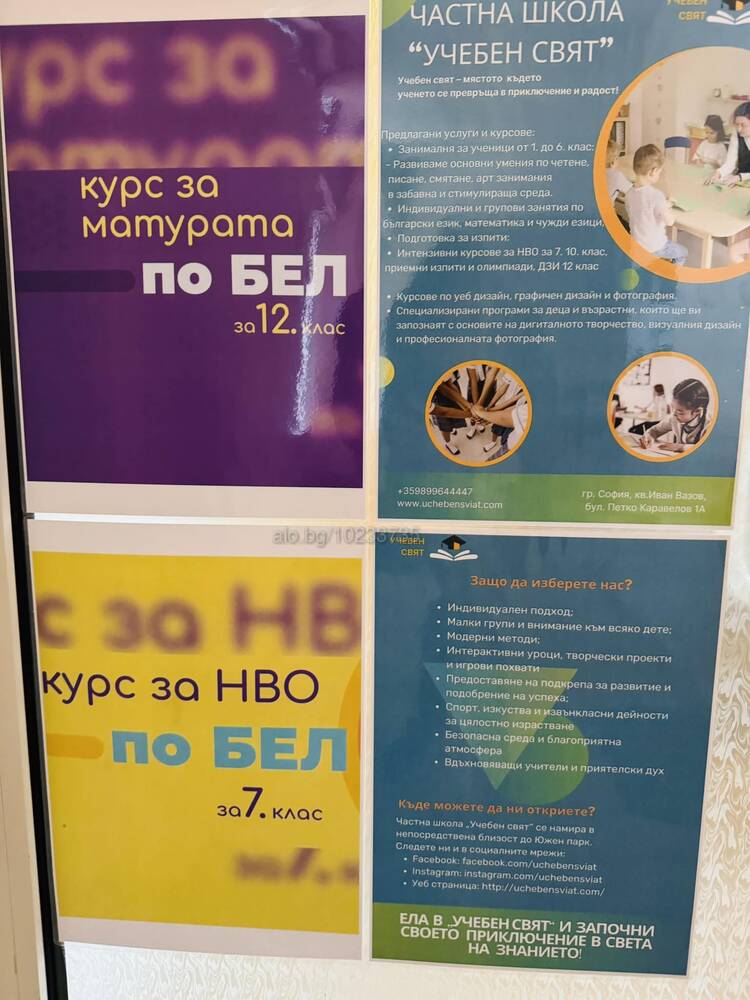 урс за
матурата
курс за
матурата
по БЕЛ
за 12. клас
ЧАСТНА ШКОЛА
"УЧЕБЕН СВЯТ"
УЧЕБЕН
СВЯТ
Учебен свят – мястото където
ученето се превръща в приключение и радост!
Предлагани услуги и курсове:
• Занималня за ученици от 1. до 6. клас:
– Развиваме основни умения по четене,
писане, смятане, арт занимания
в забавна и стимулираща среда.
• Индивидуални и групови занятия по
български език, математика и чужди езици.
• Подготовка за изпити:
• Интензивни курсове за НВО за 7. 10. клас,
приемни изпити и олимпиади, ДЗИ 12 клас
• Курсове по уеб дизайн, графичен дизайн и фотография.
• Специализирани програми за деца и възрастни, които ще ви
запознаят с основите на дигиталното творчество, визуалния дизайн
и професионалната фотография.
+359899644447
www.uchebensviat.com
гр. София, кв.Иван Вазов,
бул. Петко Каравелов 1А
с за НВ
курс за НВО
по БЕЛ
за 7. клас
УЧЕБЕН
СВЯТ
Защо да изберете нас?
• Индивидуален подход;
• Малки групи и внимание към всяко дете;
• Модерни методи;
• Интерактивни уроци, творчески проекти
и игрови похвати
• Предоставяне на подкрепа за развитие и
подобрение на успеха;
• Спорт, изкуства и извънкласни дейности
за цялостно израстване
• Безопасна среда и благоприятна
атмосфера
• Вдъхновяващи учители и приятелски дух
Къде можете да ни откриете?
Частна школа „Учебен свят" се намира в
непосредствена близост до Южен парк.
Следете ни и в социалните мрежи:
• Facebook: facebook.com/uchebensviat
• Instagram: instagram.com/uchebensviat
• Уеб страница: http://uchebensviat.com/
ЕЛА В „УЧЕБЕН СВЯТ" И ЗАПОЧНИ
СВОЕТО ПРИКЛЮЧЕНИЕ В СВЕТА
НА ЗНАНИЕТО!